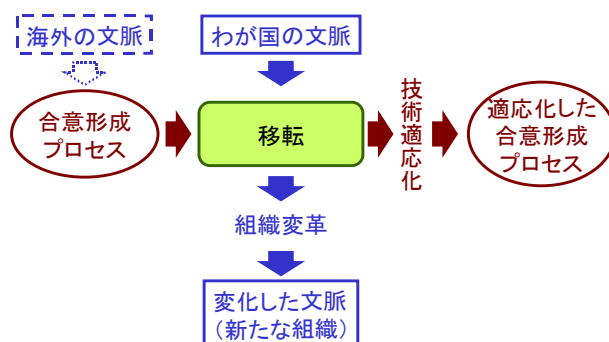 海外の文脈
わが国の文脈
合意形成
プロセス
移転
技術適応化
適応化した
合意形成
プロセス
組織変革
変化した文脈
(新たな組織)